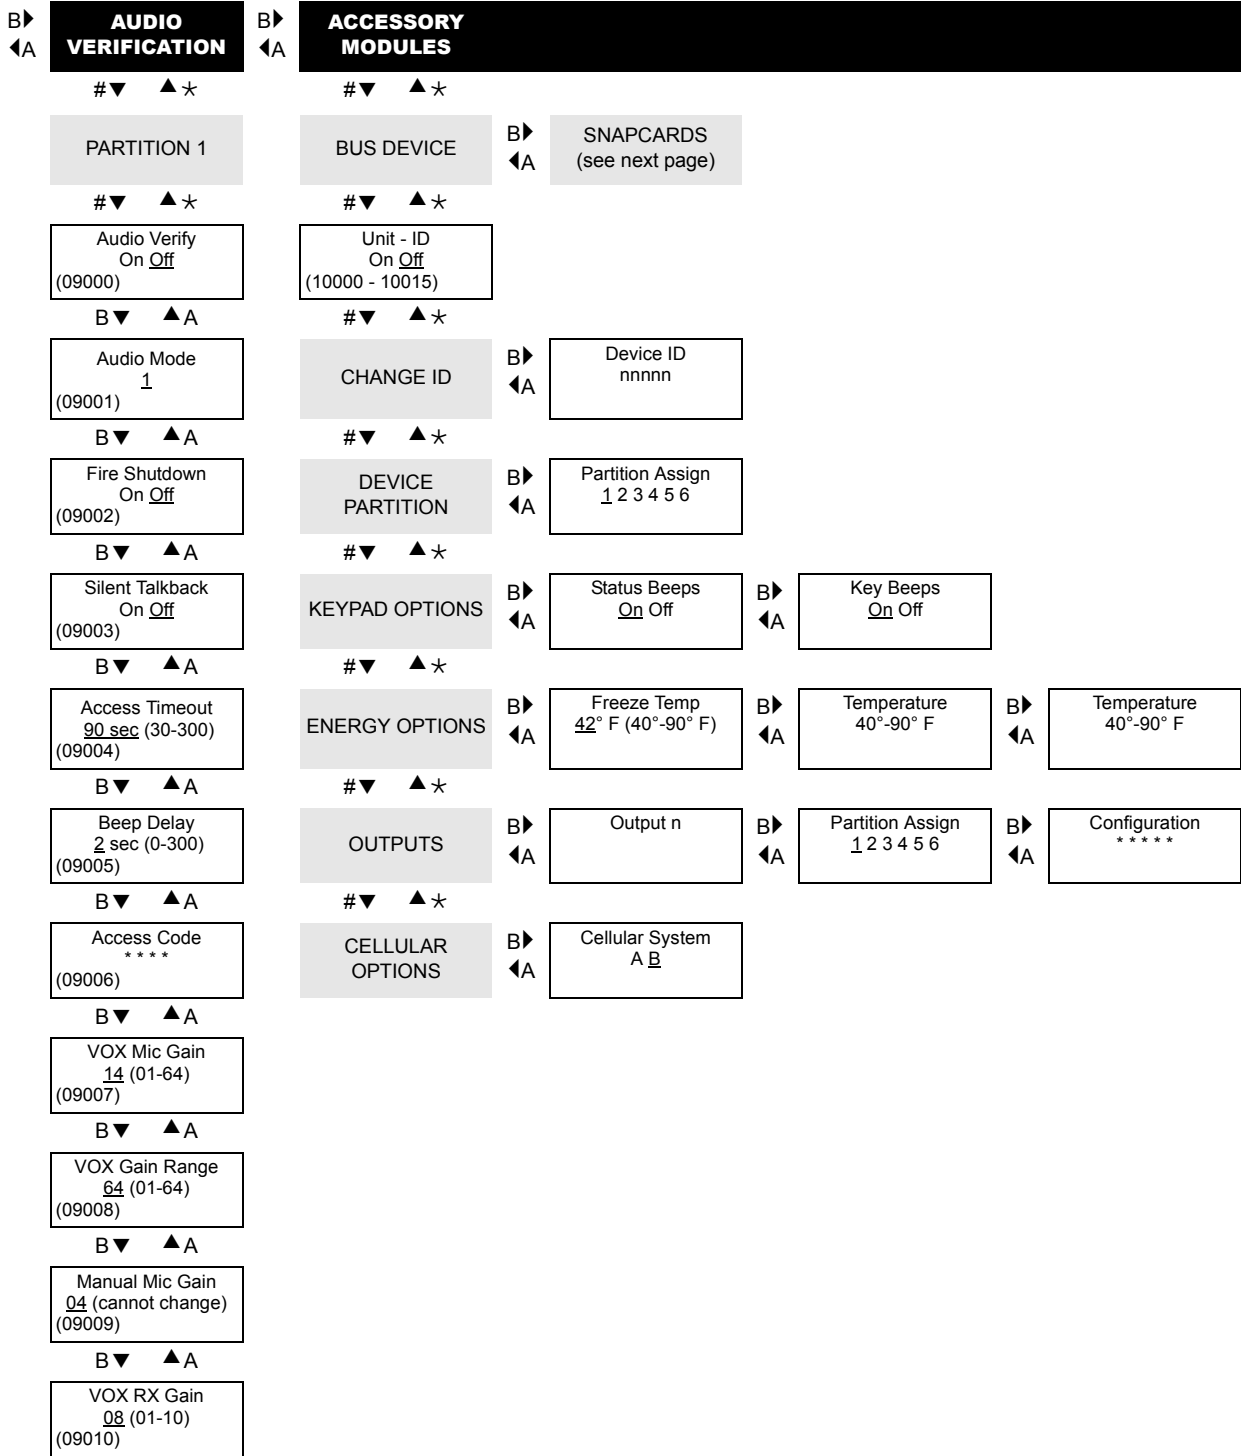 B▶ AUDIO B▶ ACCESSORY
◀A VERIFICATION ◀A MODULES
#▼ ▲✶ #▼ ▲✶
PARTITION 1 BUS DEVICE B▶ SNAPCARDS
◀A (see next page)
#▼ ▲✶ #▼ ▲✶
Audio Verify Unit - ID
On Off On Off
(09000) (10000 - 10015)
B▼ ▲A #▼ ▲✶
Audio Mode CHANGE ID B▶ Device ID
1 ◀A nnnnn
(09001)
B▼ ▲A #▼ ▲✶
Fire Shutdown DEVICE B▶ Partition Assign
On Off PARTITION ◀A 1 2 3 4 5 6
(09002)
B▼ ▲A #▼ ▲✶
Silent Talkback KEYPAD OPTIONS B▶ Status Beeps B▶ Key Beeps
On Off ◀A On Off ◀A On Off
(09003)
B▼ ▲A #▼ ▲✶
Access Timeout ENERGY OPTIONS B▶ Freeze Temp B▶ Temperature B▶ Temperature
90 sec (30-300) ◀A 42° F (40°-90° F) ◀A 40°-90° F ◀A 40°-90° F
(09004)
B▼ ▲A #▼ ▲✶
Beep Delay OUTPUTS B▶ Output n B▶ Partition Assign B▶ Configuration
2 sec (0-300) ◀A ◀A 1 2 3 4 5 6 ◀A * * * * *
(09005)
B▼ ▲A #▼ ▲✶
Access Code CELLULAR B▶ Cellular System
* * * * OPTIONS ◀A A B
(09006)
B▼ ▲A
VOX Mic Gain
14 (01-64)
(09007)
B▼ ▲A
VOX Gain Range
64 (01-64)
(09008)
B▼ ▲A
Manual Mic Gain
04 (cannot change)
(09009)
B▼ ▲A
VOX RX Gain
08 (01-10)
(09010)